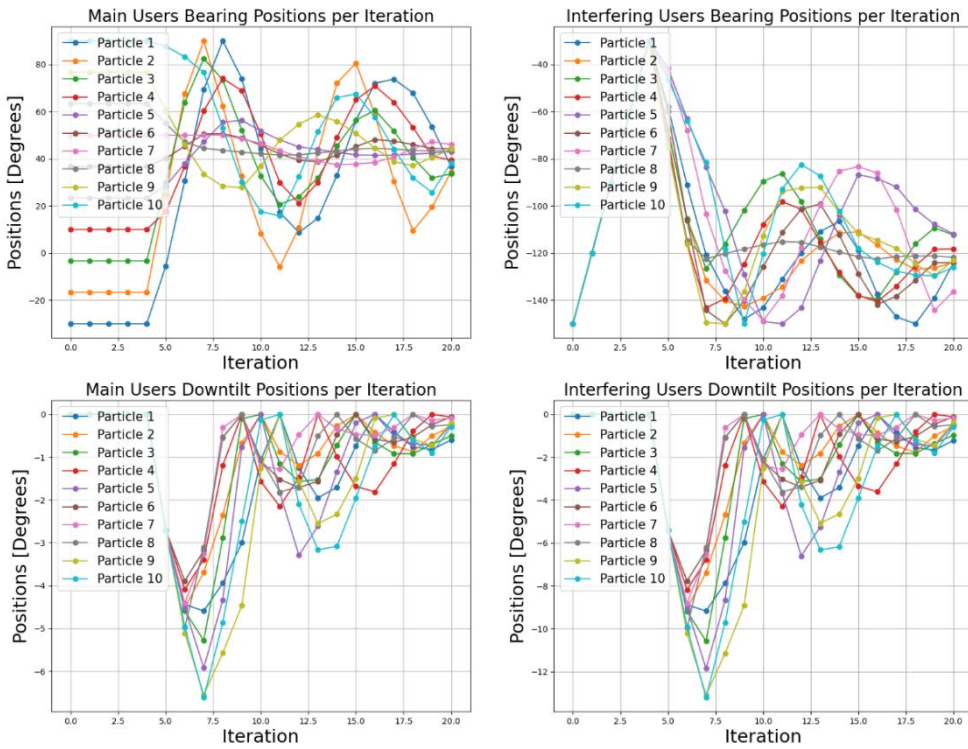 Main Users Bearing Positions per Iteration
Positions [Degrees]
80
60
40
20
0
−20
Particle 1
Particle 2
Particle 3
Particle 4
Particle 5
Particle 6
Particle 7
Particle 8
Particle 9
Particle 10
0.0 2.5 5.0 7.5 10.0 12.5 15.0 17.5 20.0
Iteration
Interfering Users Bearing Positions per Iteration
Positions [Degrees]
−40
−60
−80
−100
−120
−140
Particle 1
Particle 2
Particle 3
Particle 4
Particle 5
Particle 6
Particle 7
Particle 8
Particle 9
Particle 10
0.0 2.5 5.0 7.5 10.0 12.5 15.0 17.5 20.0
Iteration
Main Users Downtilt Positions per Iteration
Positions [Degrees]
0
−1
−2
−3
−4
−5
−6
Particle 1
Particle 2
Particle 3
Particle 4
Particle 5
Particle 6
Particle 7
Particle 8
Particle 9
Particle 10
0.0 2.5 5.0 7.5 10.0 12.5 15.0 17.5 20.0
Iteration
Interfering Users Downtilt Positions per Iteration
Positions [Degrees]
0
−2
−4
−6
−8
−10
−12
Particle 1
Particle 2
Particle 3
Particle 4
Particle 5
Particle 6
Particle 7
Particle 8
Particle 9
Particle 10
0.0 2.5 5.0 7.5 10.0 12.5 15.0 17.5 20.0
Iteration